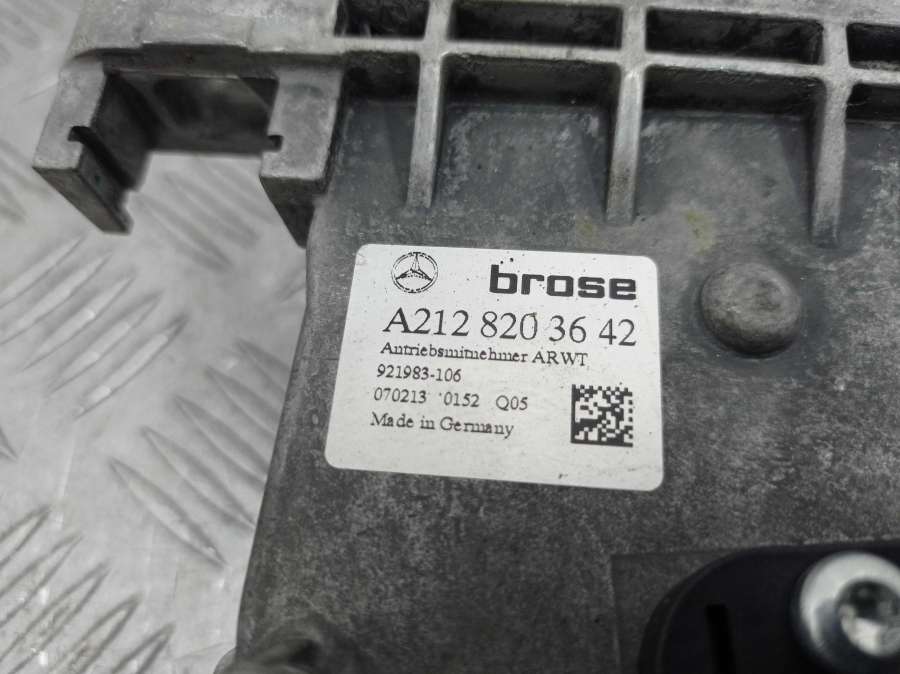 brose
A212 820 36 42
Antriebsmitnehmer ARWT
921983-106
070213 0152 Q05
Made in Germany